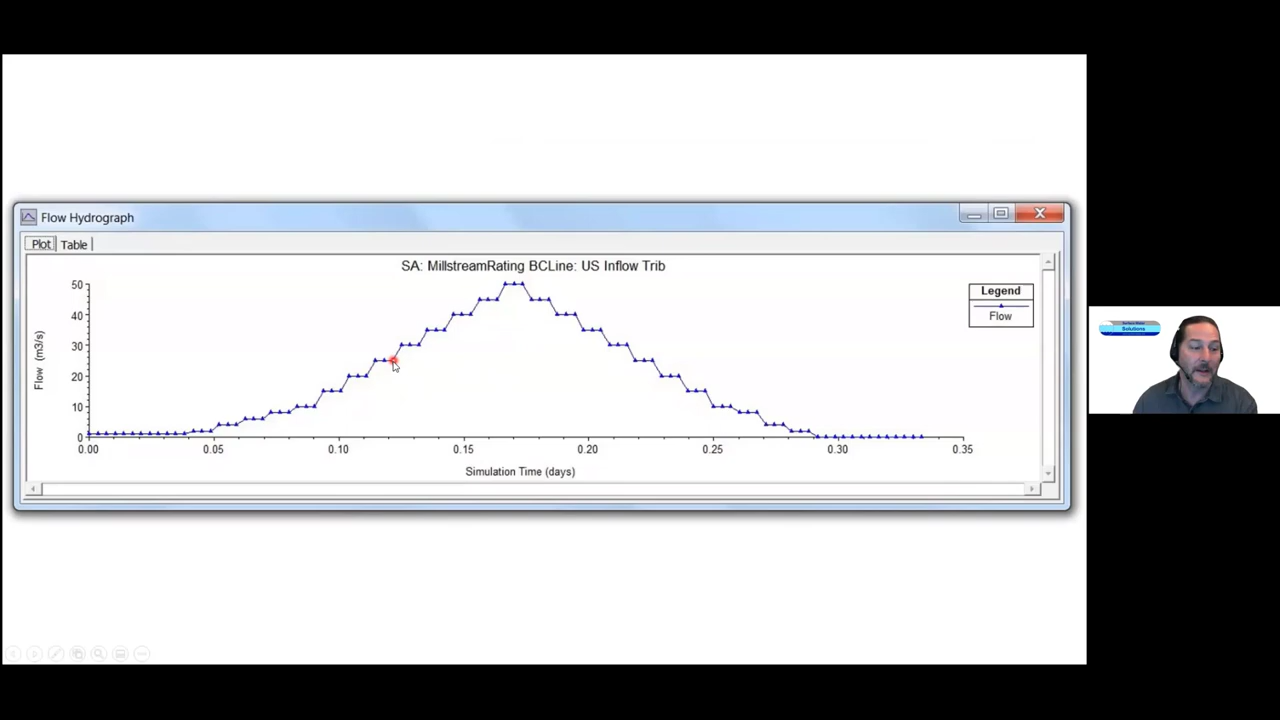 Flow Hydrograph
Plot Table
SA: MillstreamRating BCLine: US Inflow Trib
Legend
Flow
Flow (m3/s)
50
40
30
20
10
0
0.00 0.05 0.10 0.15 0.20 0.25 0.30 0.35
Simulation Time (days)
Solutions